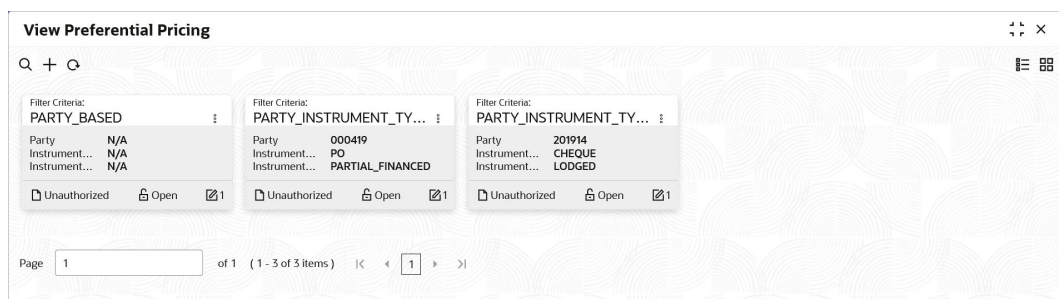 View Preferential Pricing
Filter Criteria:
PARTY_BASED
Party N/A
Instrument... N/A
Instrument... N/A
Unauthorized Open 1
Filter Criteria:
PARTY_INSTRUMENT_TY...
Party 000419
Instrument... PO
Instrument... PARTIAL_FINANCED
Unauthorized Open 1
Filter Criteria:
PARTY_INSTRUMENT_TY...
Party 201914
Instrument... CHEQUE
Instrument... LODGED
Unauthorized Open 1
Page 1 of 1 (1 - 3 of 3 items) 1